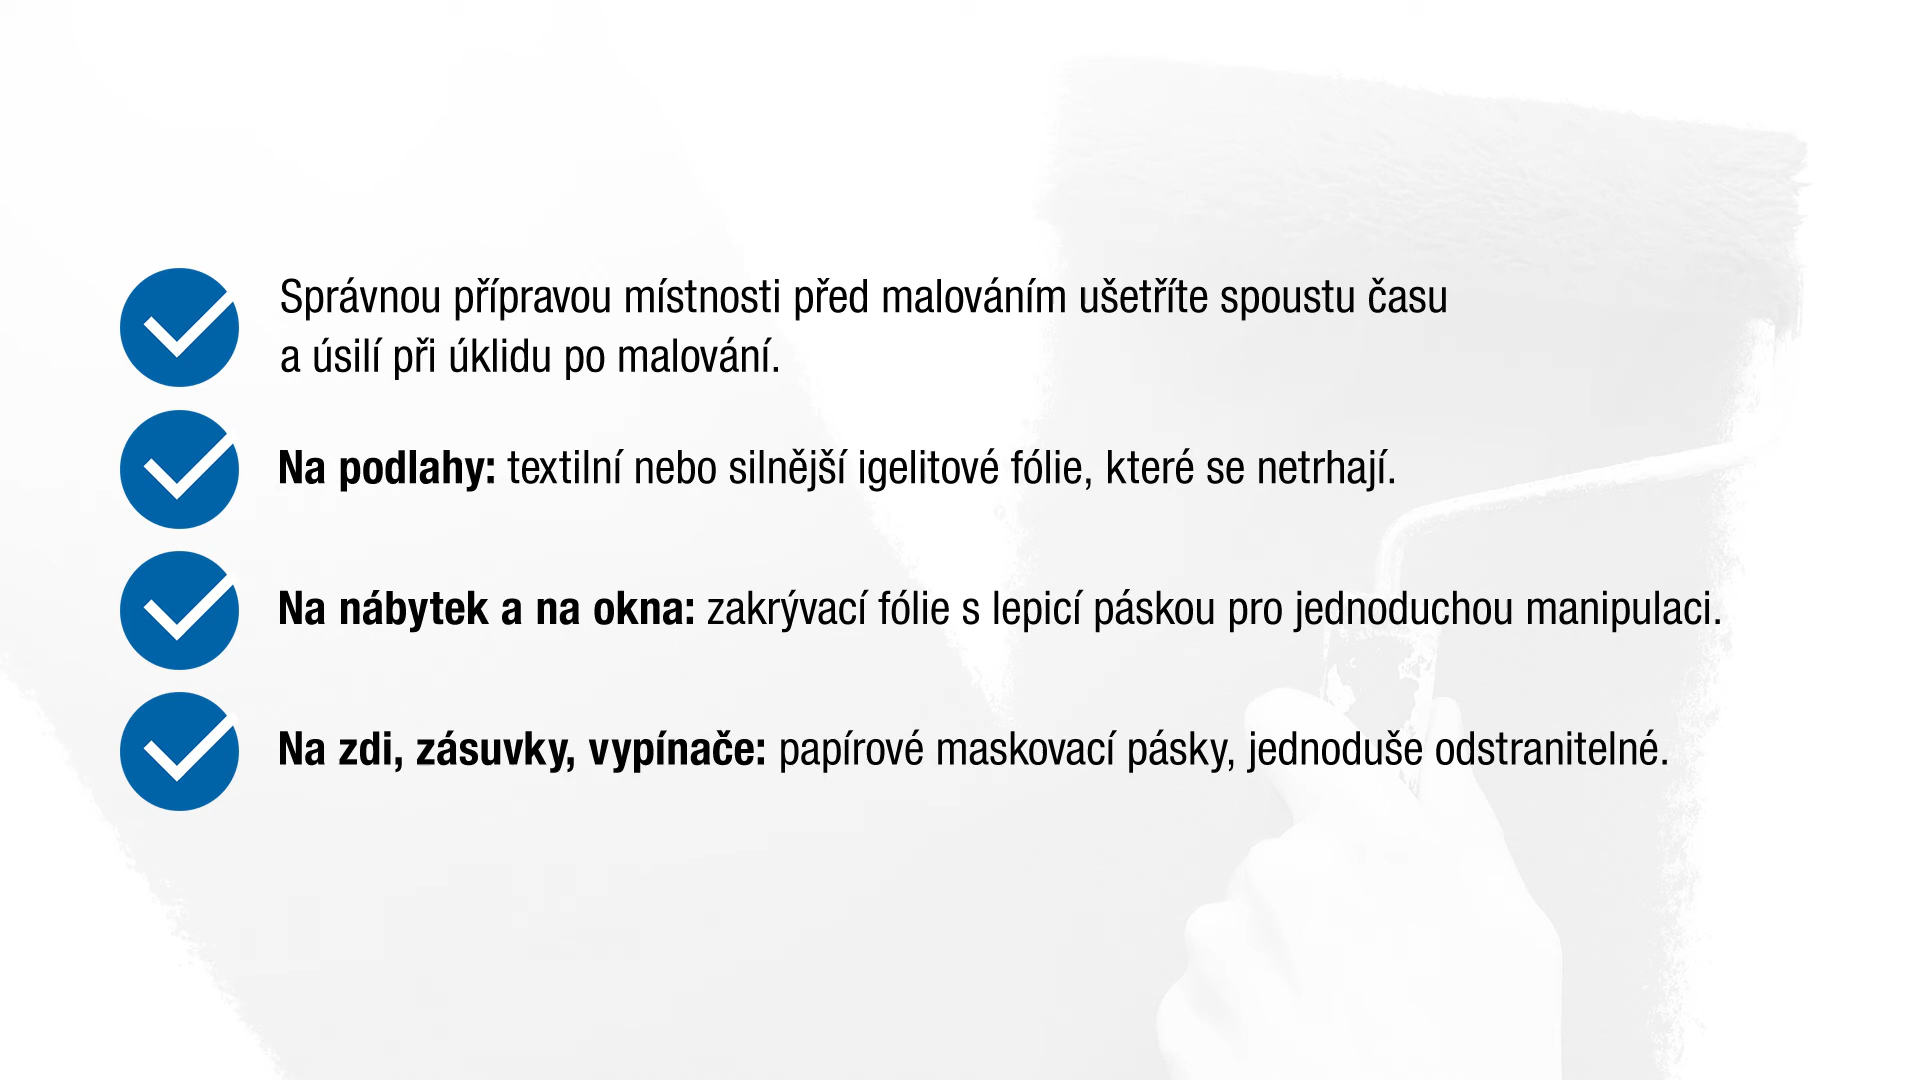 Správnou přípravou místnosti před malováním ušetříte spoustu času
a úsilí při úklidu po malování.
Na podlahy: textilní nebo silnější igelitové fólie, které se netrhají.
Na nábytek a na okna: zakrývací fólie s lepicí páskou pro jednoduchou manipulaci.
Na zdi, zásuvky, vypínače: papírové maskovací pásky, jednoduše odstranitelné.